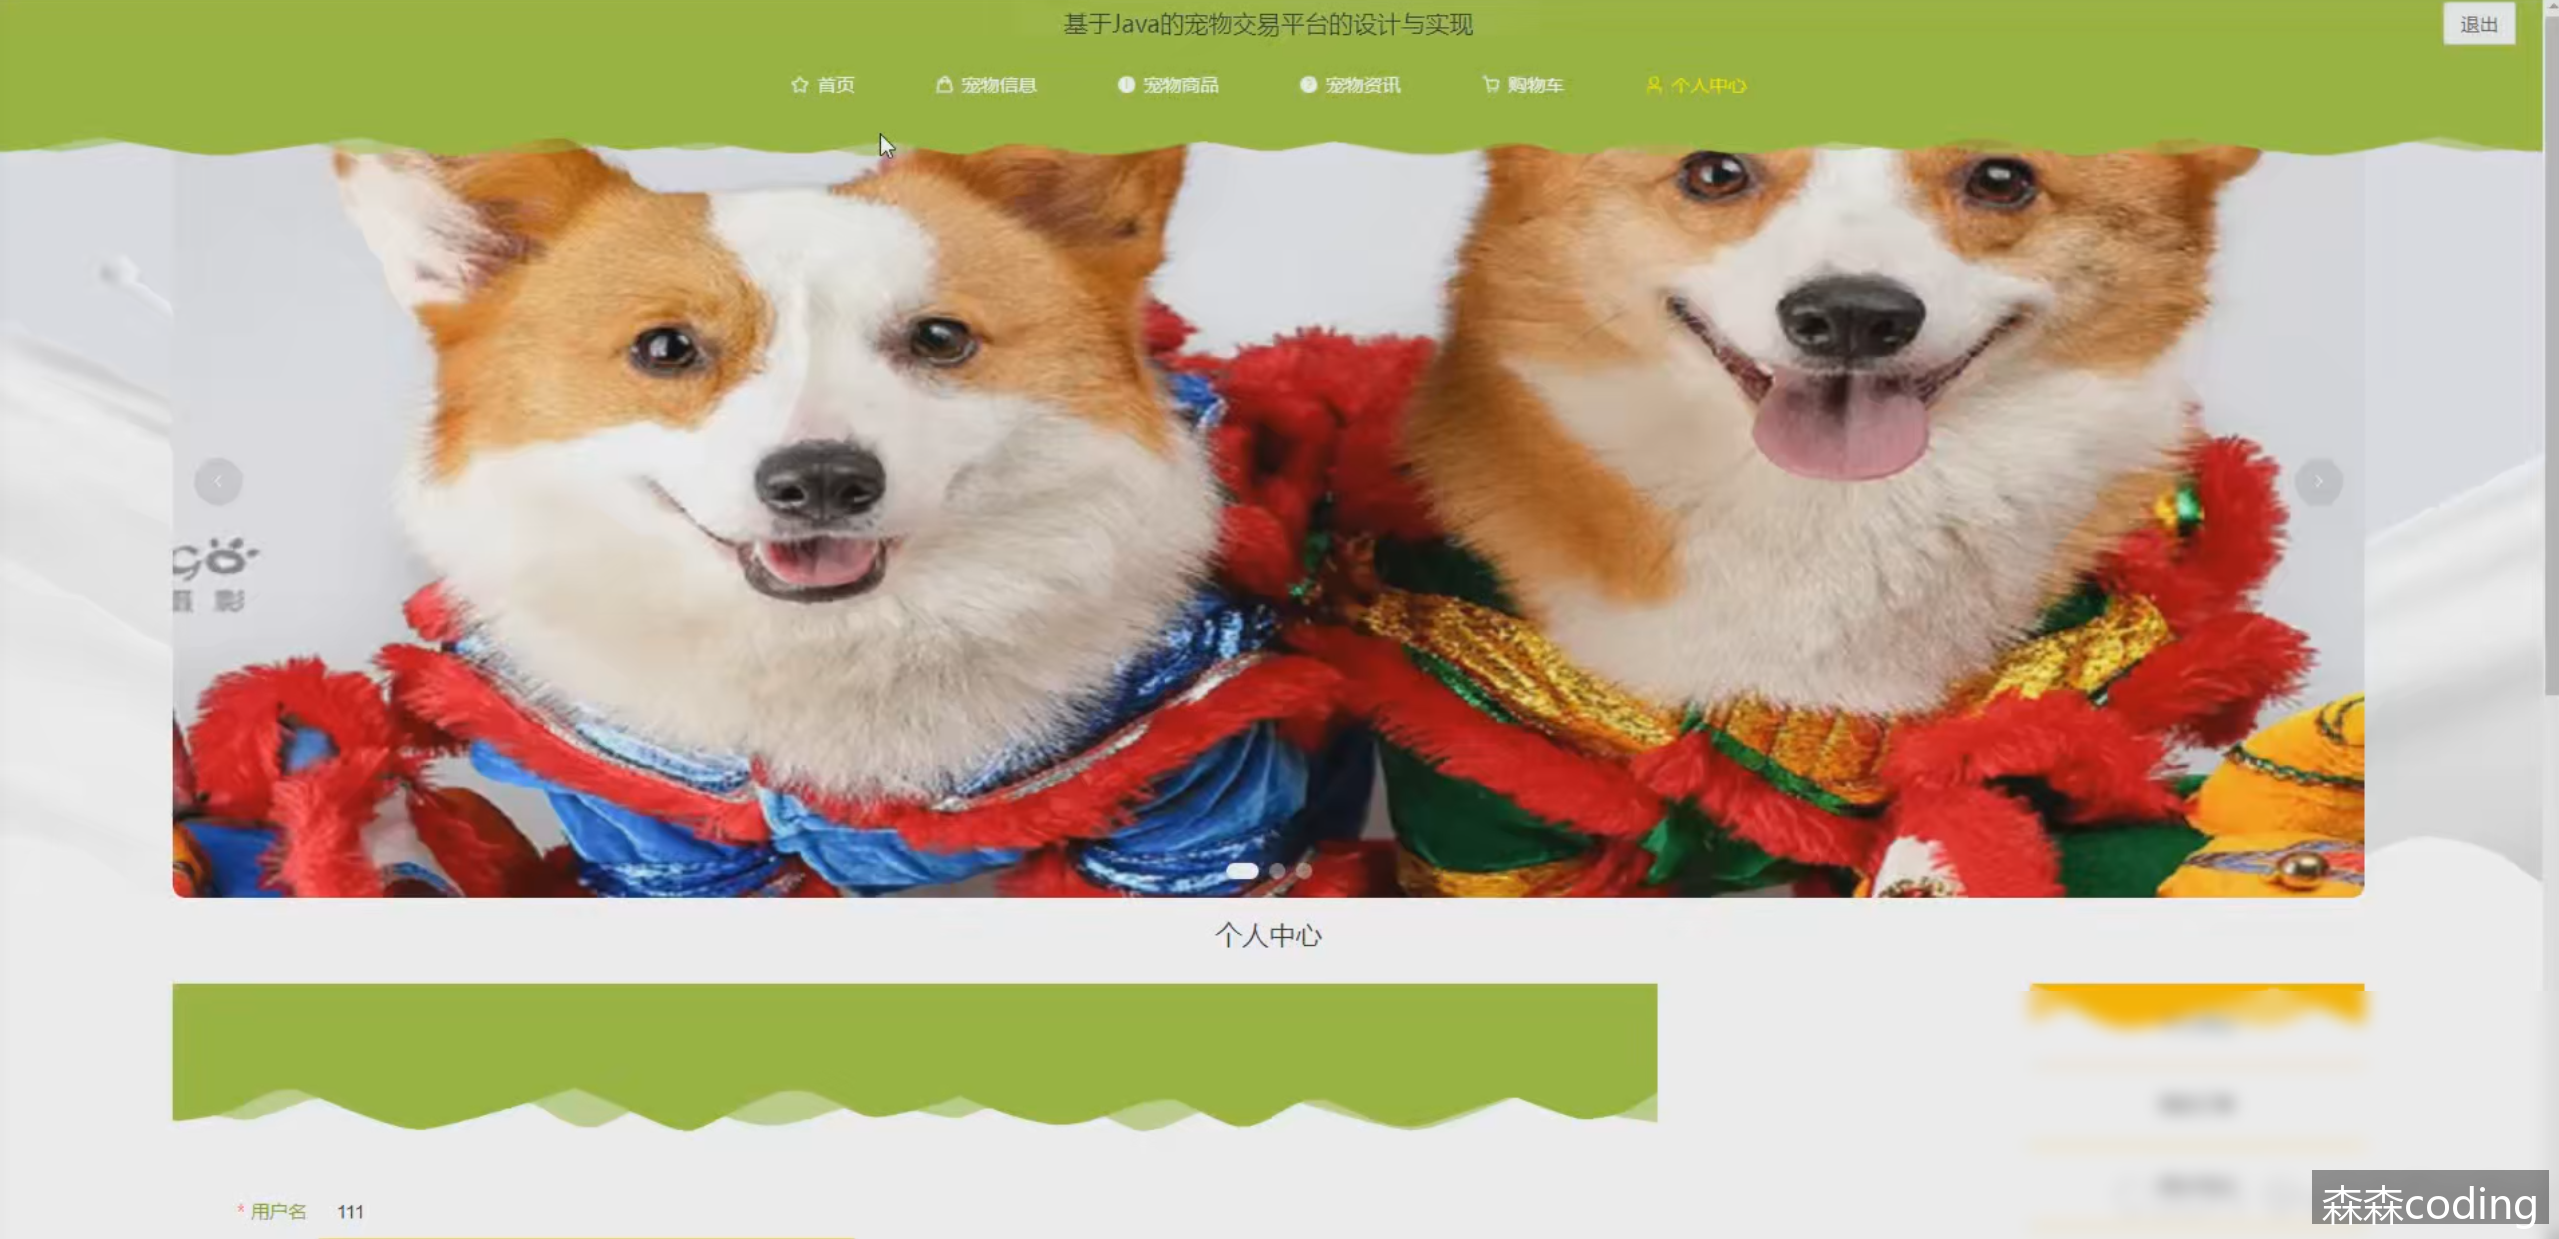 基于Java的宠物交易平台的设计与实现
退出
首页
宠物信息
宠物商品
宠物资讯
购物车
个人中心
影
个人中心
* 用户名 111
森森coding